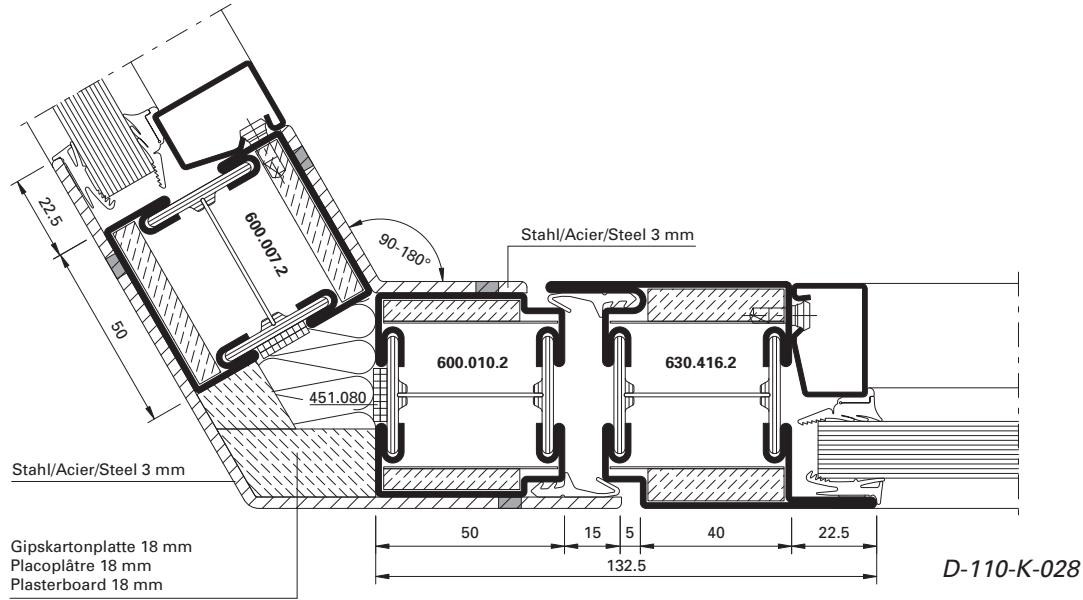 22.5
50
600.007.2
90-180°
Stahl/Acier/Steel 3 mm
600.010.2
630.416.2
451.080
Stahl/Acier/Steel 3 mm
Gipskartonplatte 18 mm
Placoplâtre 18 mm
Plasterboard 18 mm
50
15
5
40
22.5
132.5
D-110-K-028